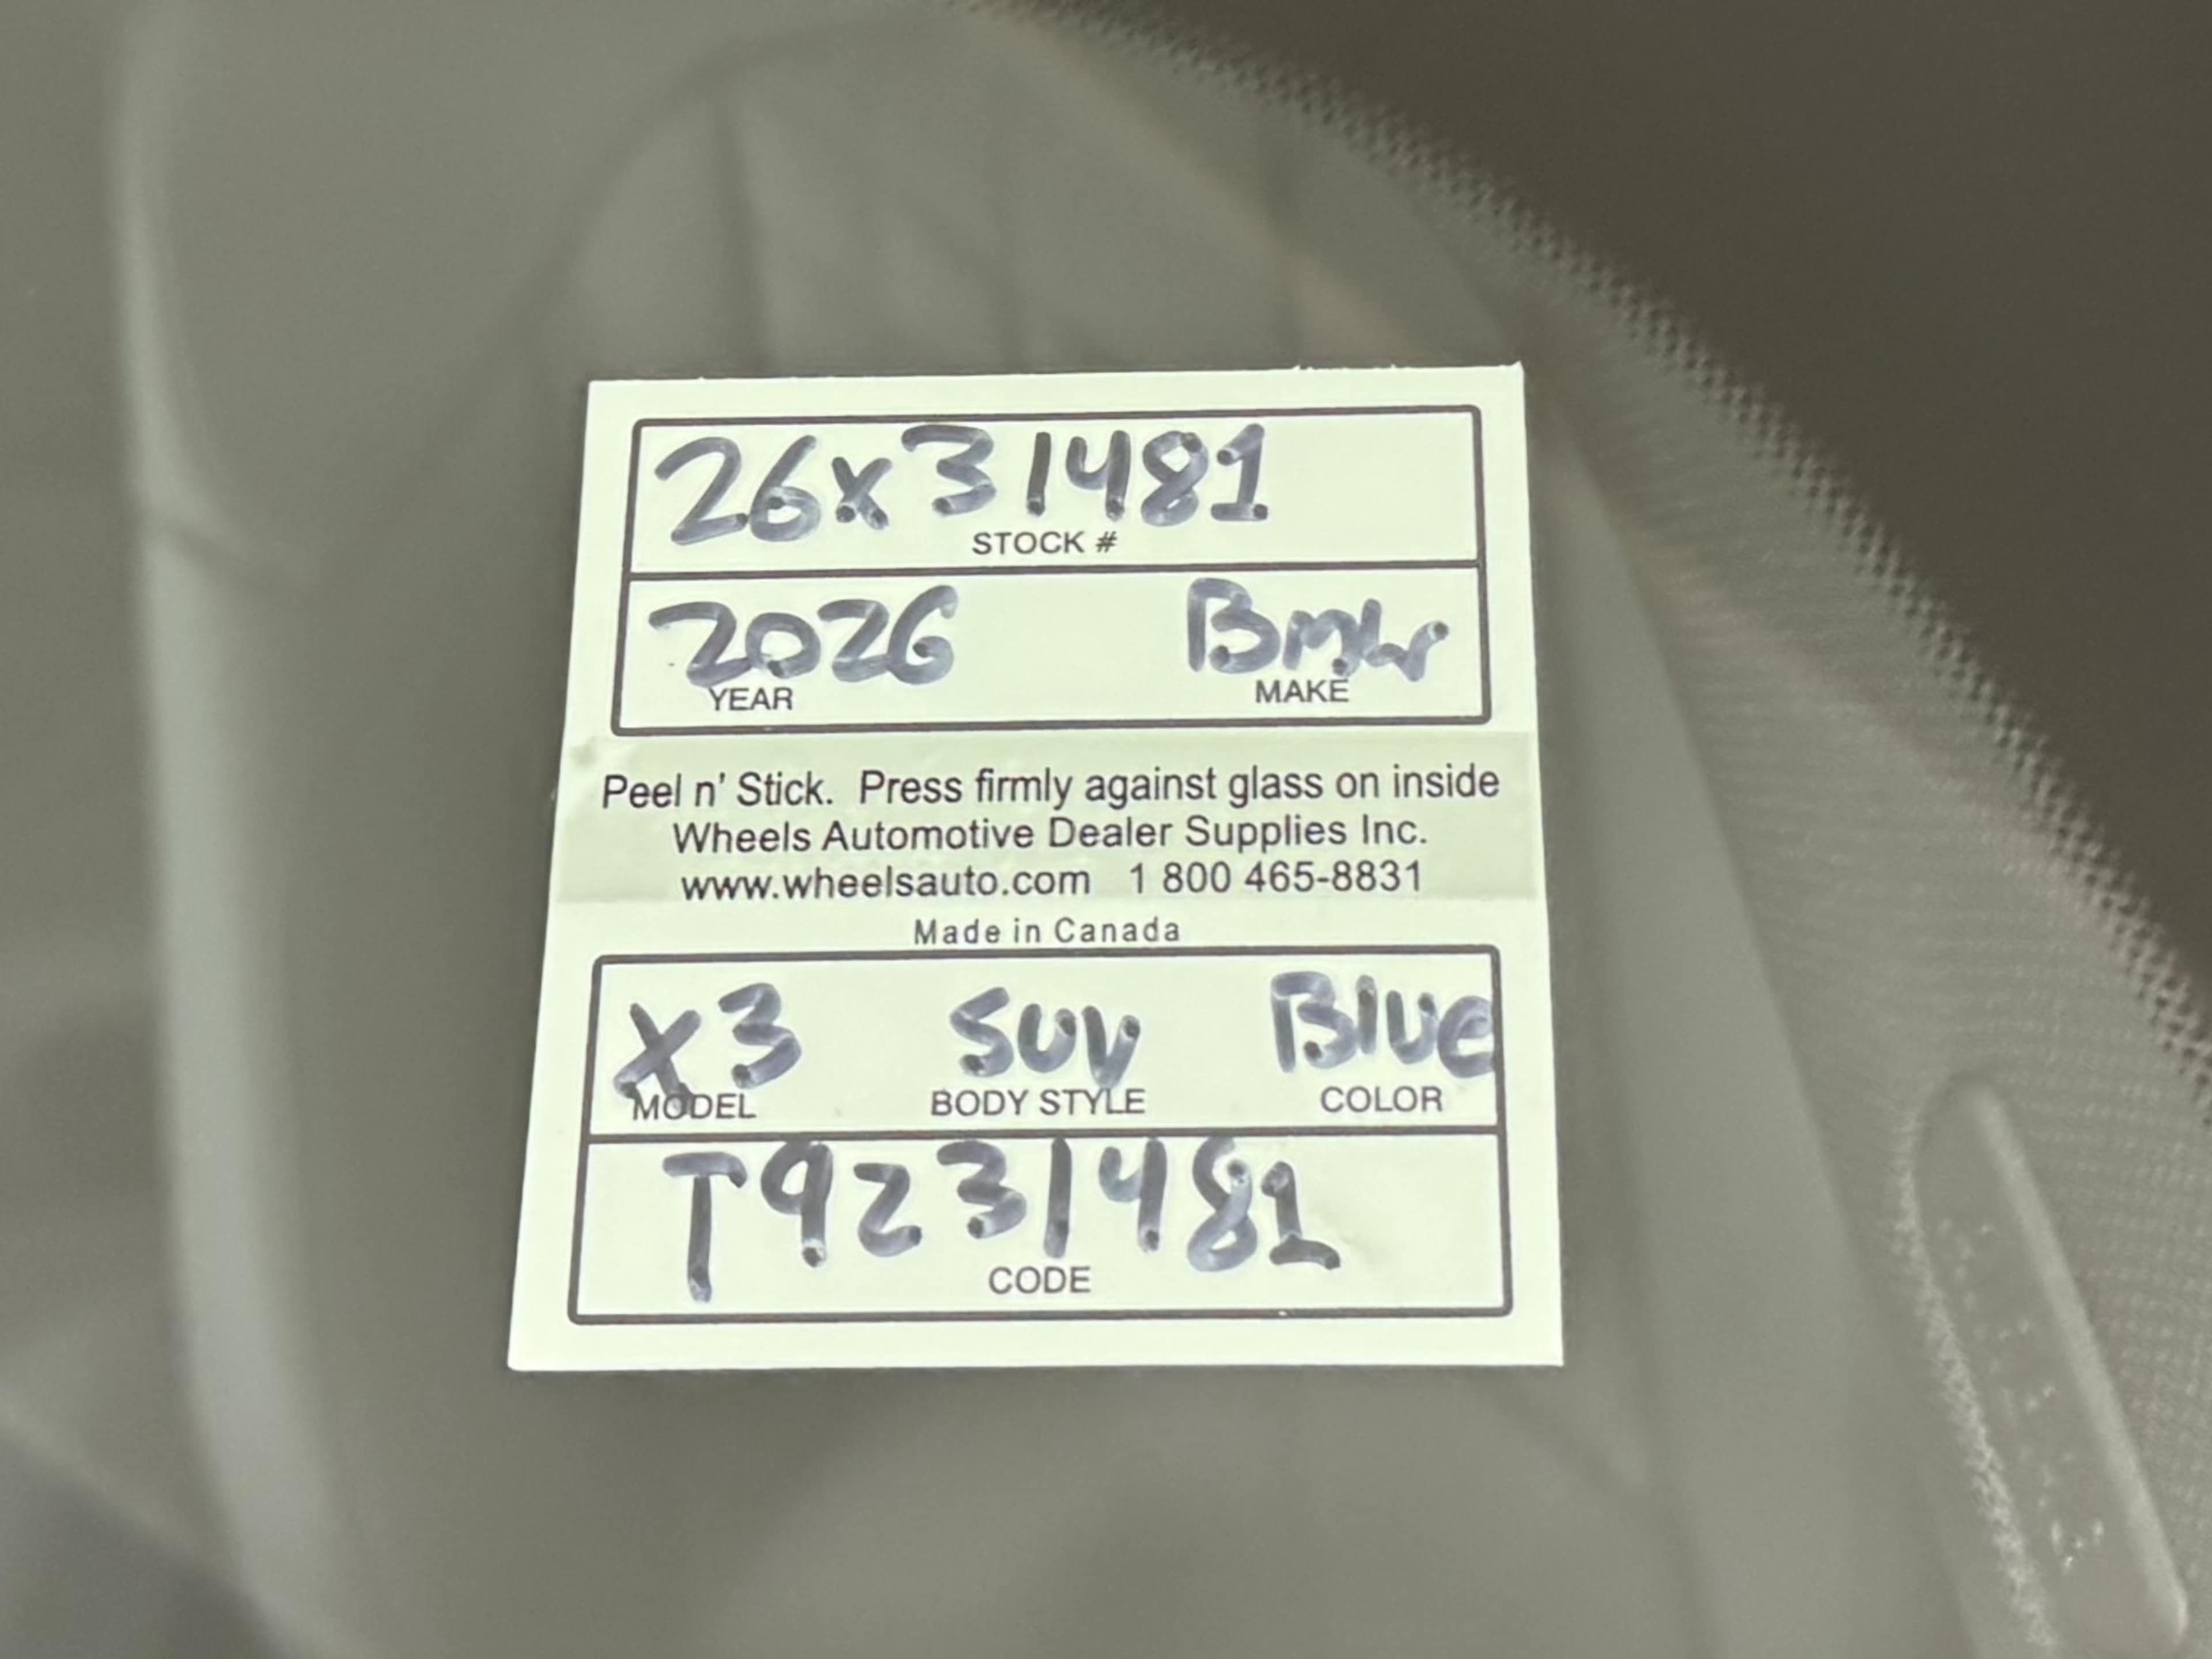 26x31481
STOCK #
2026 Bmw
YEAR MAKE
Peel n' Stick. Press firmly against glass on inside
Wheels Automotive Dealer Supplies Inc.
www.wheelsauto.com 1 800 465-8831
Made in Canada
X3 SUV Blue
MODEL BODY STYLE COLOR
T9231481
CODE